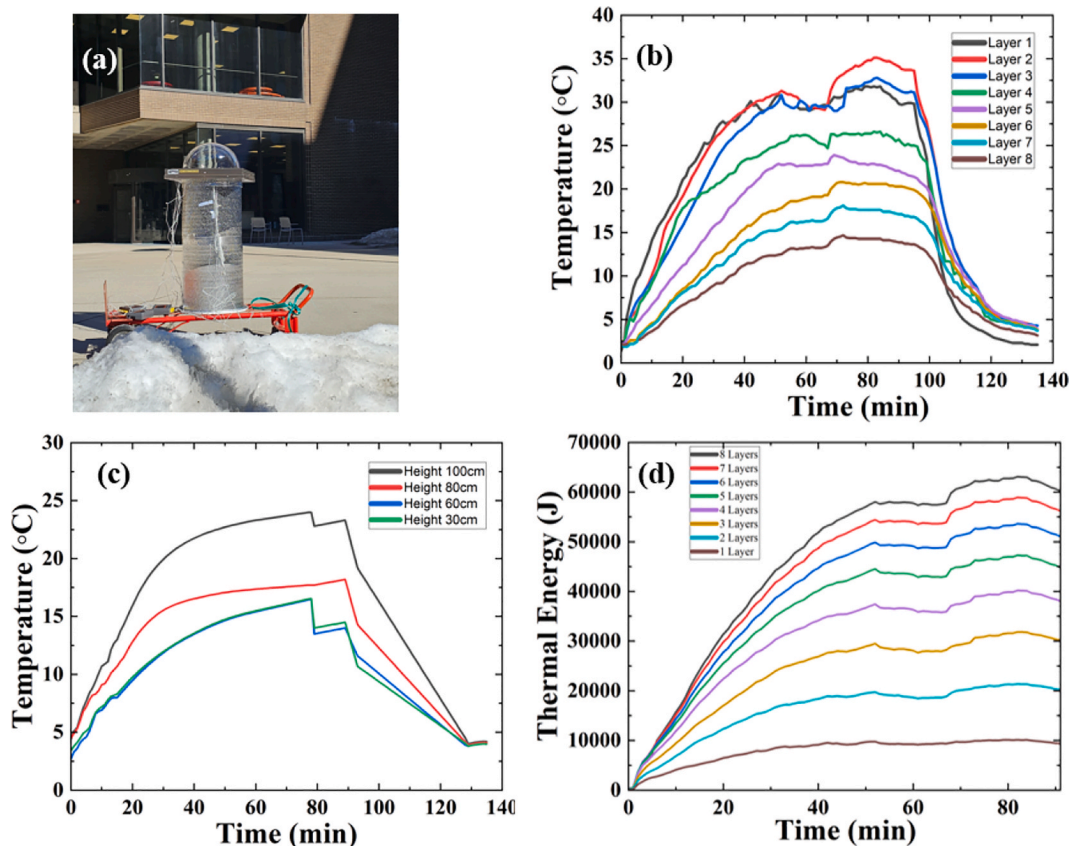 (a)
(b)
Temperature (°C)
40
35
30
25
20
15
10
5
0
Layer 1
Layer 2
Layer 3
Layer 4
Layer 5
Layer 6
Layer 7
Layer 8
0 20 40 60 80 100 120 140
Time (min)
(c)
Temperature (°C)
30
25
20
15
10
5
0
Height 100cm
Height 80cm
Height 60cm
Height 30cm
0 20 40 60 80 100 120 140
Time (min)
(d)
Thermal Energy (J)
70000
60000
50000
40000
30000
20000
10000
0
8 Layers
7 Layers
6 Layers
5 Layers
4 Layers
3 Layers
2 Layers
1 Layer
0 20 40 60 80
Time (min)